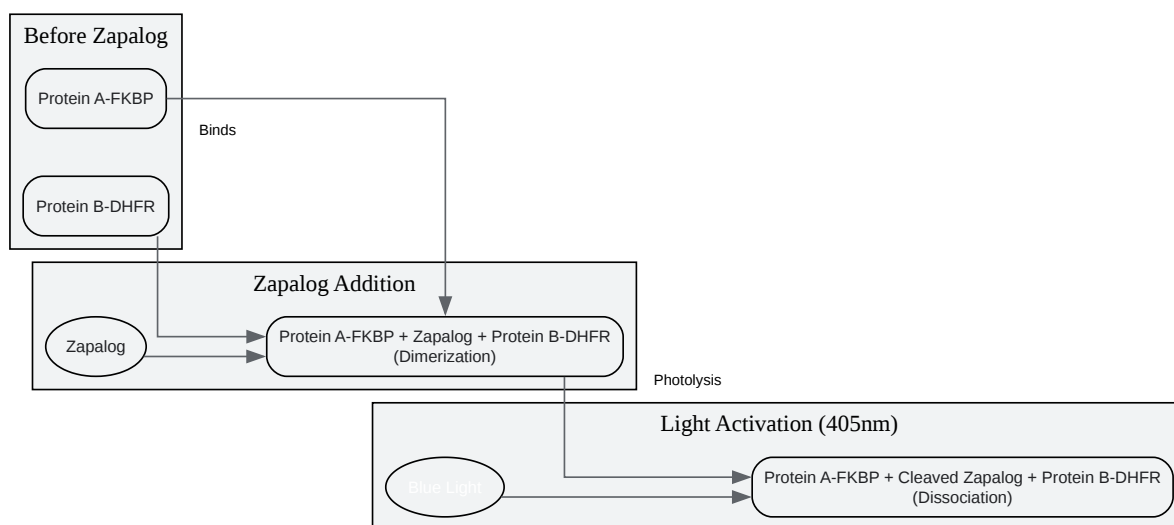 Before Zapalog
Protein A-FKBP
Binds
Protein B-DHFR
Zapalog Addition
Zapalog
Protein A-FKBP + Zapalog + Protein B-DHFR
(Dimerization)
Photolysis
Light Activation (405nm)
Blue Light
Protein A-FKBP + Cleaved Zapalog + Protein B-DHFR
(Dissociation)